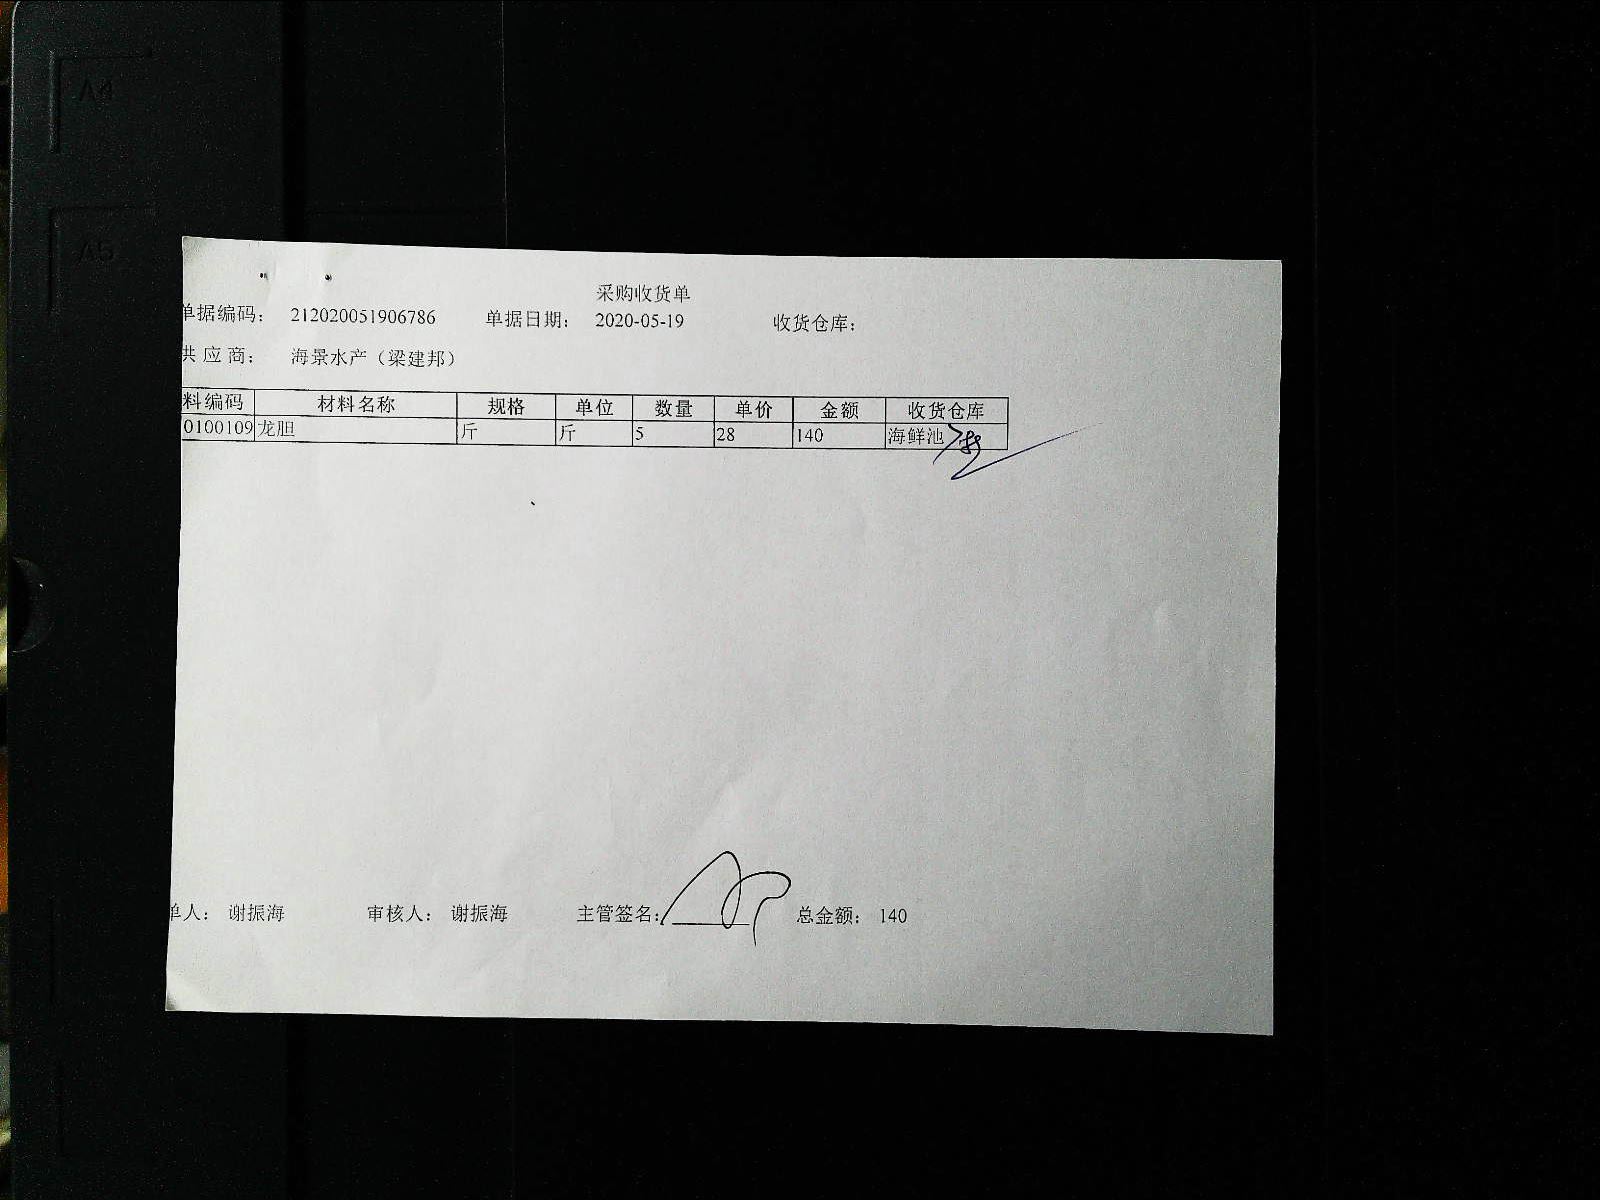 A4
A5
采购收货单
单据编码： 212020051906786 单据日期： 2020-05-19 收货仓库：
供应商： 海景水产（梁建邦）
料编码 材料名称 规格 单位 数量 单价 金额 收货仓库
0100109 龙胆 斤 斤 5 28 140 海鲜池
单人： 谢振海 审核人： 谢振海 主管签名： 总金额： 140